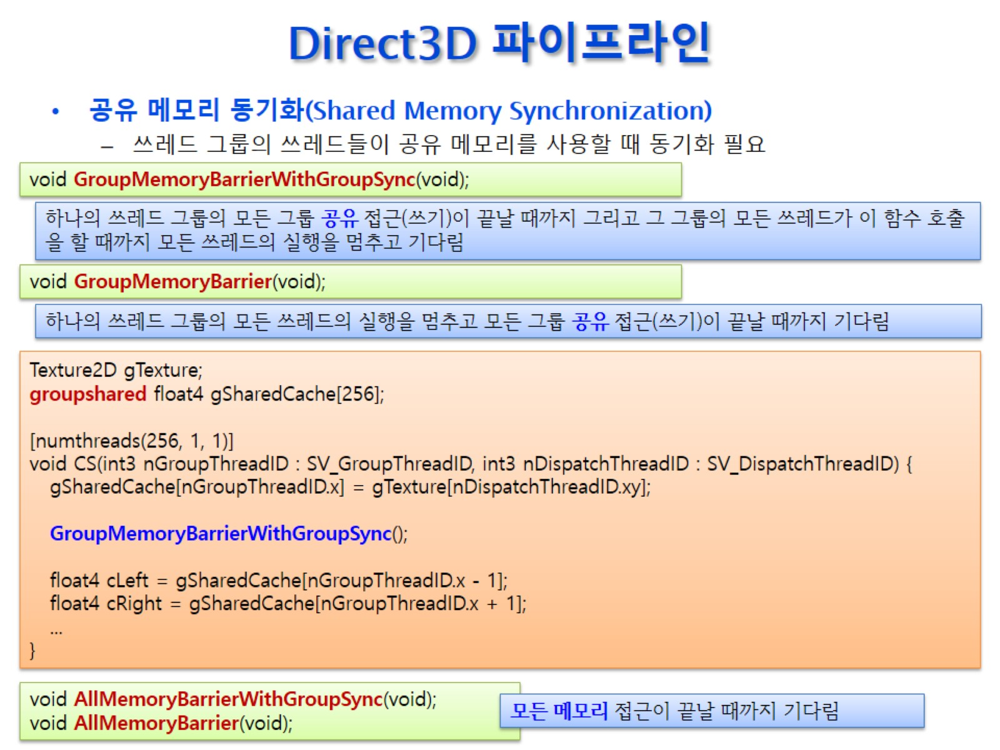 Direct3D 파이프라인
• 공유 메모리 동기화(Shared Memory Synchronization)
– 쓰레드 그룹의 쓰레드들이 공유 메모리를 사용할 때 동기화 필요
void GroupMemoryBarrierWithGroupSync(void);
하나의 쓰레드 그룹의 모든 그룹 공유 접근(쓰기)이 끝날 때까지 그리고 그 그룹의 모든 쓰레드가 이 함수 호출
을 할 때까지 모든 쓰레드의 실행을 멈추고 기다림
void GroupMemoryBarrier(void);
하나의 쓰레드 그룹의 모든 쓰레드의 실행을 멈추고 모든 그룹 공유 접근(쓰기)이 끝날 때까지 기다림
Texture2D gTexture;
groupshared float4 gSharedCache[256];
[numthreads(256, 1, 1)]
void CS(int3 nGroupThreadID : SV_GroupThreadID, int3 nDispatchThreadID : SV_DispatchThreadID) {
gSharedCache[nGroupThreadID.x] = gTexture[nDispatchThreadID.xy];
GroupMemoryBarrierWithGroupSync();
float4 cLeft = gSharedCache[nGroupThreadID.x - 1];
float4 cRight = gSharedCache[nGroupThreadID.x + 1];
...
}
void AllMemoryBarrierWithGroupSync(void);
void AllMemoryBarrier(void);
모든 메모리 접근이 끝날 때까지 기다림